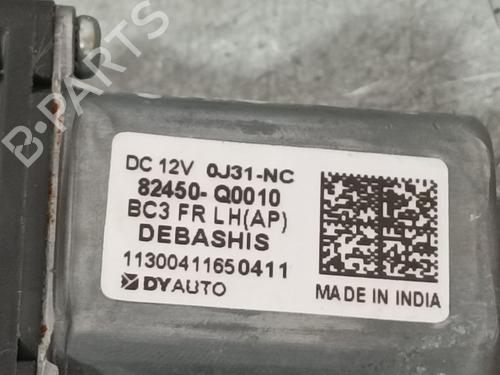 B-PARTS
DC 12V 0J31-NC
82450-Q0010
BC3 FR LH(AP)
DEBASHIS
11300411650411
DYAUTO
MADE IN INDIA